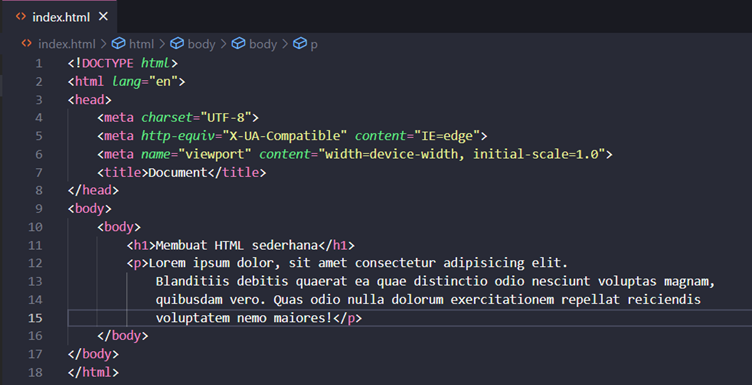 index.html
index.html > html > body > body > p
1 <!DOCTYPE html>
2 <html lang="en">
3 <head>
4     <meta charset="UTF-8">
5     <meta http-equiv="X-UA-Compatible" content="IE=edge">
6     <meta name="viewport" content="width=device-width, initial-scale=1.0">
7     <title>Document</title>
8 </head>
9 <body>
10     <body>
11         <h1>Membuat HTML sederhana</h1>
12         <p>Lorem ipsum dolor, sit amet consectetur adipisicing elit.
13             Blanditiis debitis quaerat ea quae distinctio odio nesciunt voluptas magnam,
14             quibusdam vero. Quas odio nulla dolorum exercitationem repellat reiciendis
15             voluptatem nemo maiores!</p>
16     </body>
17 </body>
18 </html>